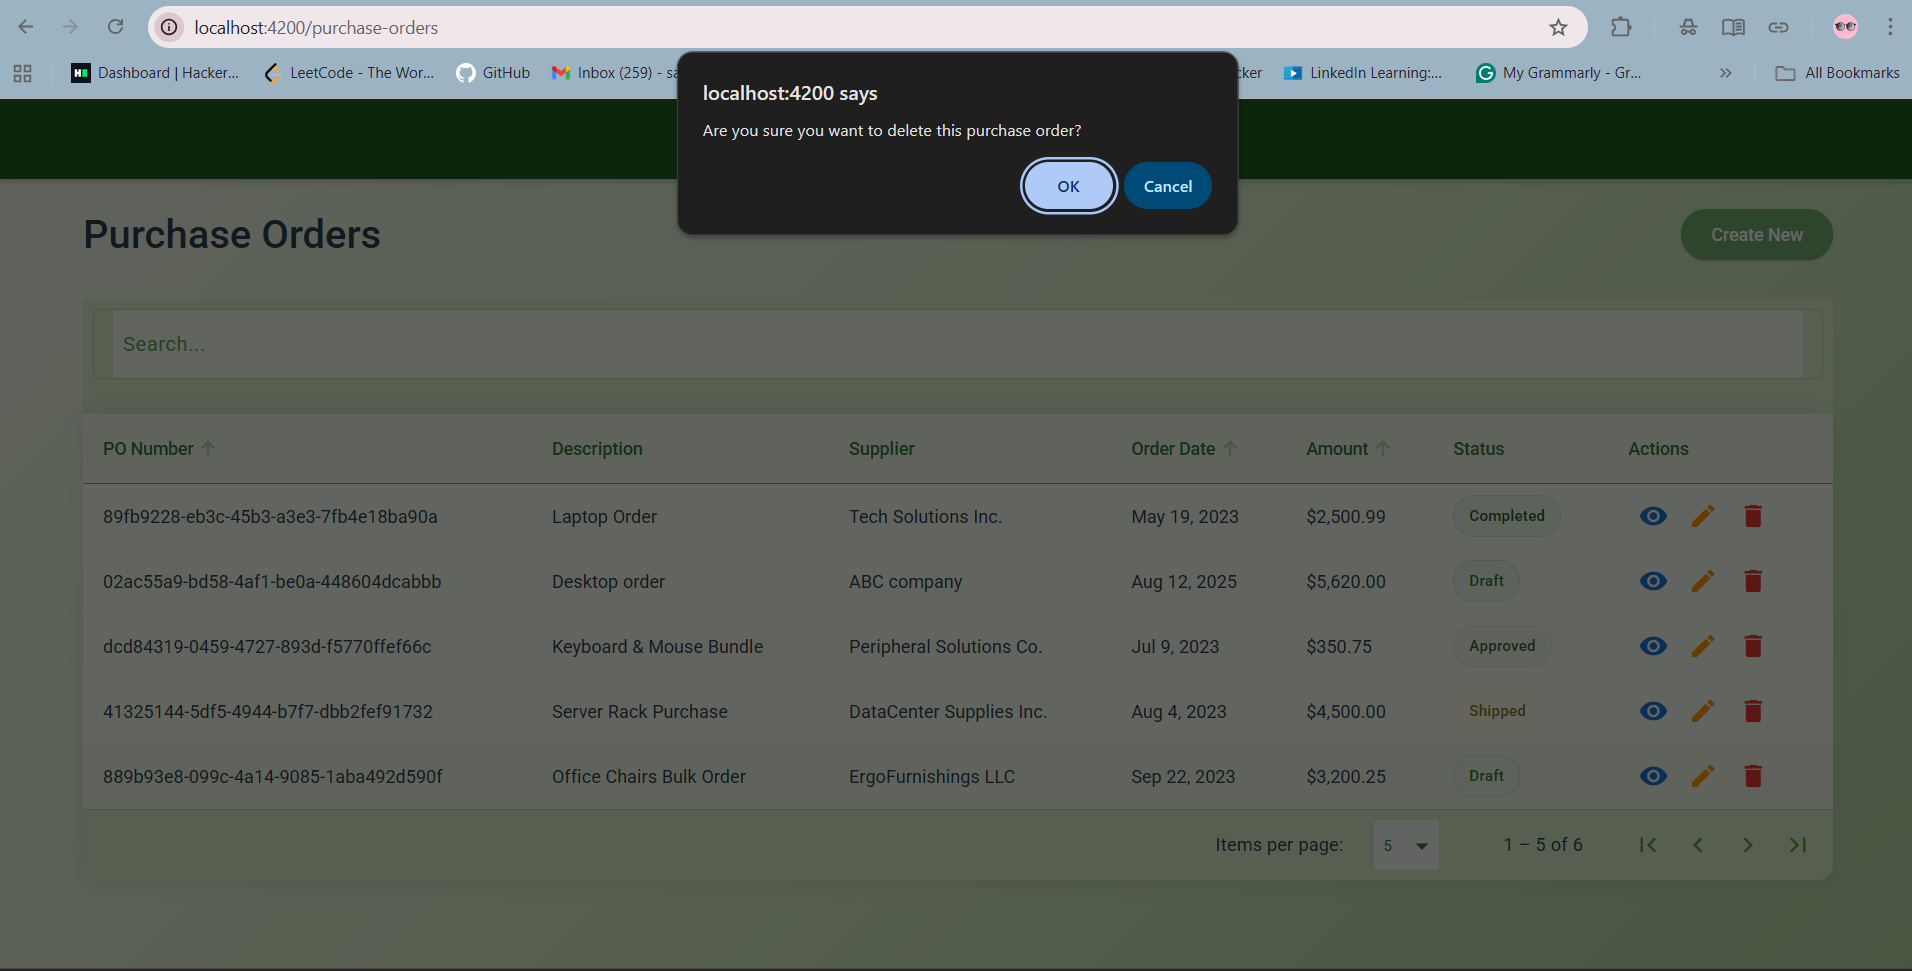 localhost:4200/purchase-orders
Dashboard | Hacker...
LeetCode - The Wor...
GitHub
Inbox (259) - sa
cker
LinkedIn Learning:...
My Grammarly - Gr...
All Bookmarks
localhost:4200 says
Are you sure you want to delete this purchase order?
OK Cancel
Purchase Orders
Create New
Search...
PO Number Description Supplier Order Date Amount Status Actions
89fb9228-eb3c-45b3-a3e3-7fb4e18ba90a Laptop Order Tech Solutions Inc. May 19, 2023 $2,500.99 Completed
02ac55a9-bd58-4af1-be0a-448604dcabbb Desktop order ABC company Aug 12, 2025 $5,620.00 Draft
dcd84319-0459-4727-893d-f5770ffef66c Keyboard & Mouse Bundle Peripheral Solutions Co. Jul 9, 2023 $350.75 Approved
41325144-5df5-4944-b7f7-dbb2fef91732 Server Rack Purchase DataCenter Supplies Inc. Aug 4, 2023 $4,500.00 Shipped
889b93e8-099c-4a14-9085-1aba492d590f Office Chairs Bulk Order ErgoFurnishings LLC Sep 22, 2023 $3,200.25 Draft
Items per page: 5 1 – 5 of 6